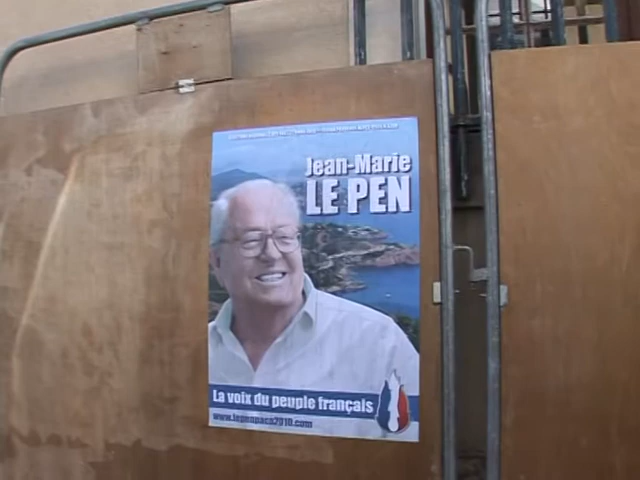 Jean-Marie
LE PEN
La voix du peuple français
www.lepenpaca2010.com